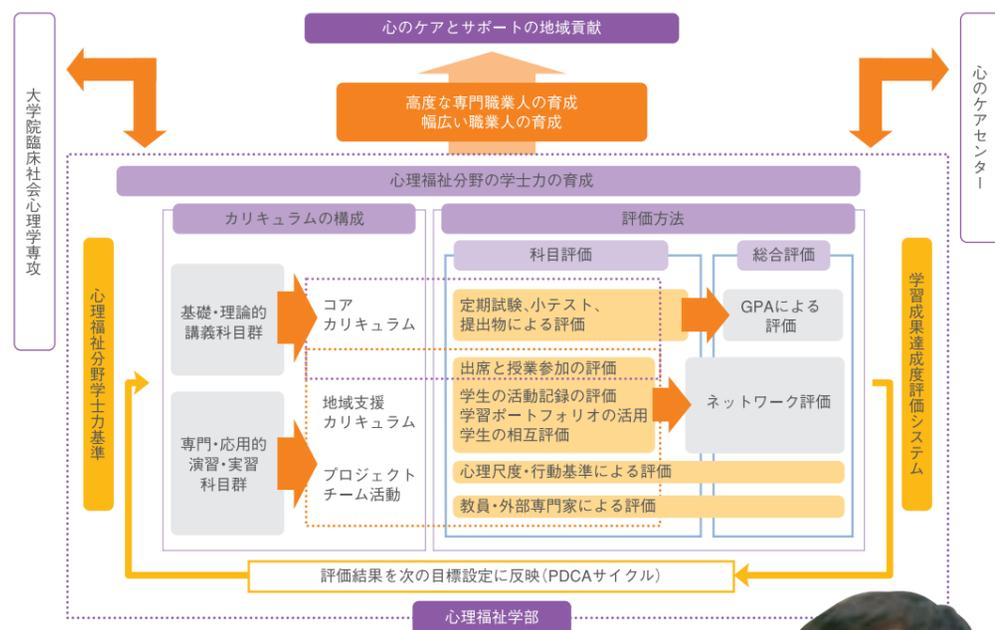 心のケアとサポートの地域貢献
高度な専門職業人の育成
幅広い職業人の育成
大学院臨床社会心理学専攻
心のケアセンター
心理福祉分野の学士力の育成
カリキュラムの構成
評価方法
科目評価
総合評価
心理福祉分野学士力基準
学習成果達成度評価システム
基礎・理論的
講義科目群
コア
カリキュラム
定期試験、小テスト、
提出物による評価
GPAによる
評価
出席と授業参加の評価
学生の活動記録の評価
学習ポートフォリオの活用
学生の相互評価
ネットワーク評価
専門・応用的
演習・実習
科目群
地域支援
カリキュラム
プロジェクト
チーム活動
心理尺度・行動基準による評価
教員・外部専門家による評価
評価結果を次の目標設定に反映(PDCAサイクル)
心理福祉学部